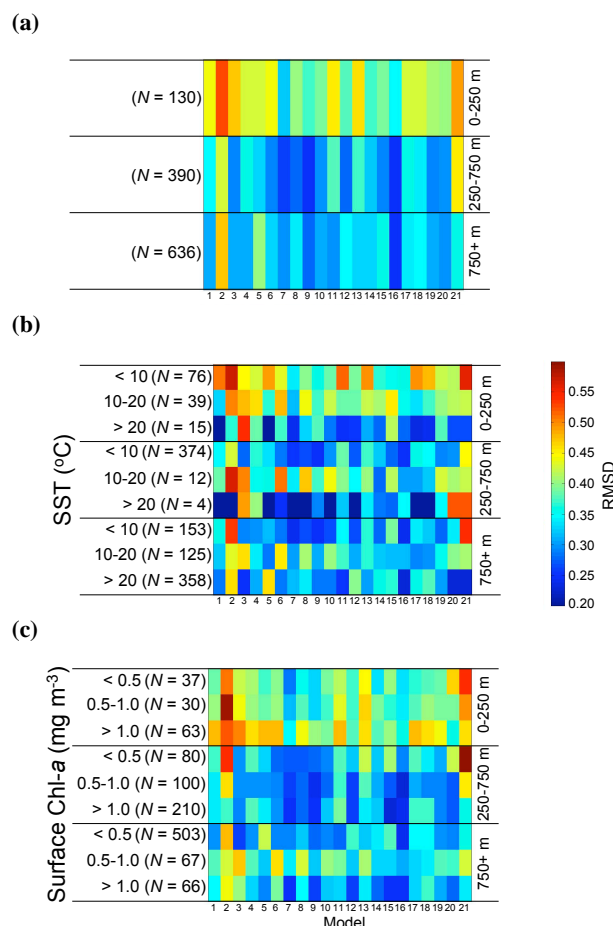 (a)
(N = 130)
0-250 m
(N = 390)
250-750 m
(N = 636)
750+ m
1 2 3 4 5 6 7 8 9 10 11 12 13 14 15 16 17 18 19 20 21
(b)
SST (°C)
< 10 (N = 76)
10-20 (N = 39)
> 20 (N = 15)
0-250 m
< 10 (N = 374)
10-20 (N = 12)
> 20 (N = 4)
250-750 m
< 10 (N = 153)
10-20 (N = 125)
> 20 (N = 358)
750+ m
1 2 3 4 5 6 7 8 9 10 11 12 13 14 15 16 17 18 19 20 21
0.60
0.55
0.50
0.45
0.40
0.35
0.30
0.25
0.20
RMSD
(c)
Surface Chl-a (mg m⁻³)
< 0.5 (N = 37)
0.5-1.0 (N = 30)
> 1.0 (N = 63)
0-250 m
< 0.5 (N = 80)
0.5-1.0 (N = 100)
> 1.0 (N = 210)
250-750 m
< 0.5 (N = 503)
0.5-1.0 (N = 67)
> 1.0 (N = 66)
750+ m
1 2 3 4 5 6 7 8 9 10 11 12 13 14 15 16 17 18 19 20 21
Model